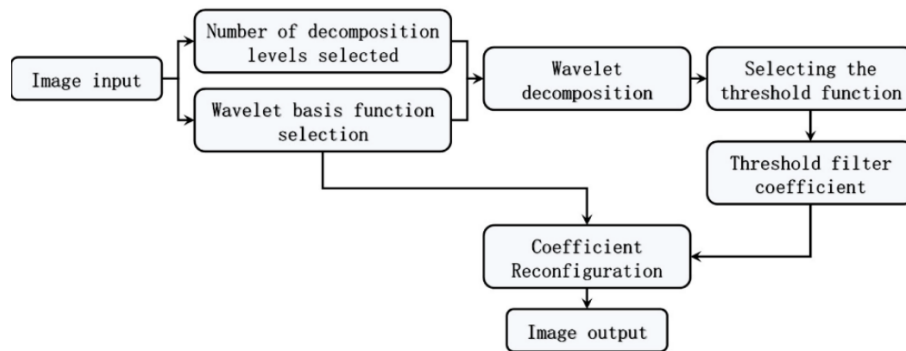 Number of decomposition
levels selected
Image input
Wavelet basis function
selection
Wavelet
decomposition
Selecting the
threshold function
Threshold filter
coefficient
Coefficient
Reconfiguration
Image output